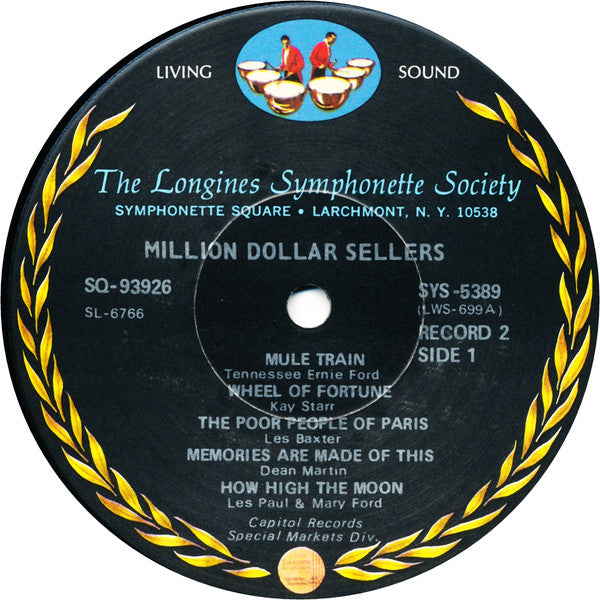 LIVING SOUND
The Longines Symphonette Society
SYMPHONETTE SQUARE • LARCHMONT, N. Y. 10538
MILLION DOLLAR SELLERS
SQ-93926
SL-6766
SYS-5389
(LWS-699A)
RECORD 2
SIDE 1
MULE TRAIN
Tennessee Ernie Ford
WHEEL OF FORTUNE
Kay Starr
THE POOR PEOPLE OF PARIS
Les Baxter
MEMORIES ARE MADE OF THIS
Dean Martin
HOW HIGH THE MOON
Les Paul & Mary Ford
Capitol Records
Special Markets Div.